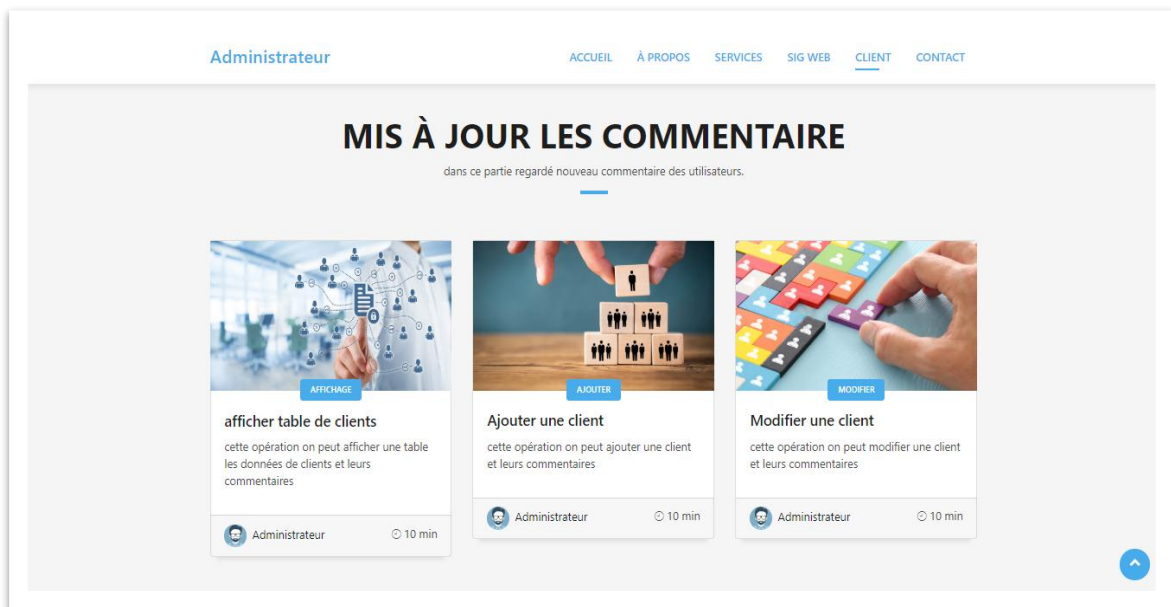 Administrateur
ACCUEIL À PROPOS SERVICES SIG WEB CLIENT CONTACT
MIS À JOUR LES COMMENTAIRE
dans ce partie regardé nouveau commentaire des utilisateurs.
AFFICHAGE
afficher table de clients
cette opération on peut afficher une table
les données de clients et leurs
commentaires
Administrateur 10 min
AJOUTER
Ajouter une client
cette opération on peut ajouter une client
et leurs commentaires
Administrateur 10 min
MODIFIER
Modifier une client
cette opération on peut modifier une client
et leurs commentaires
Administrateur 10 min